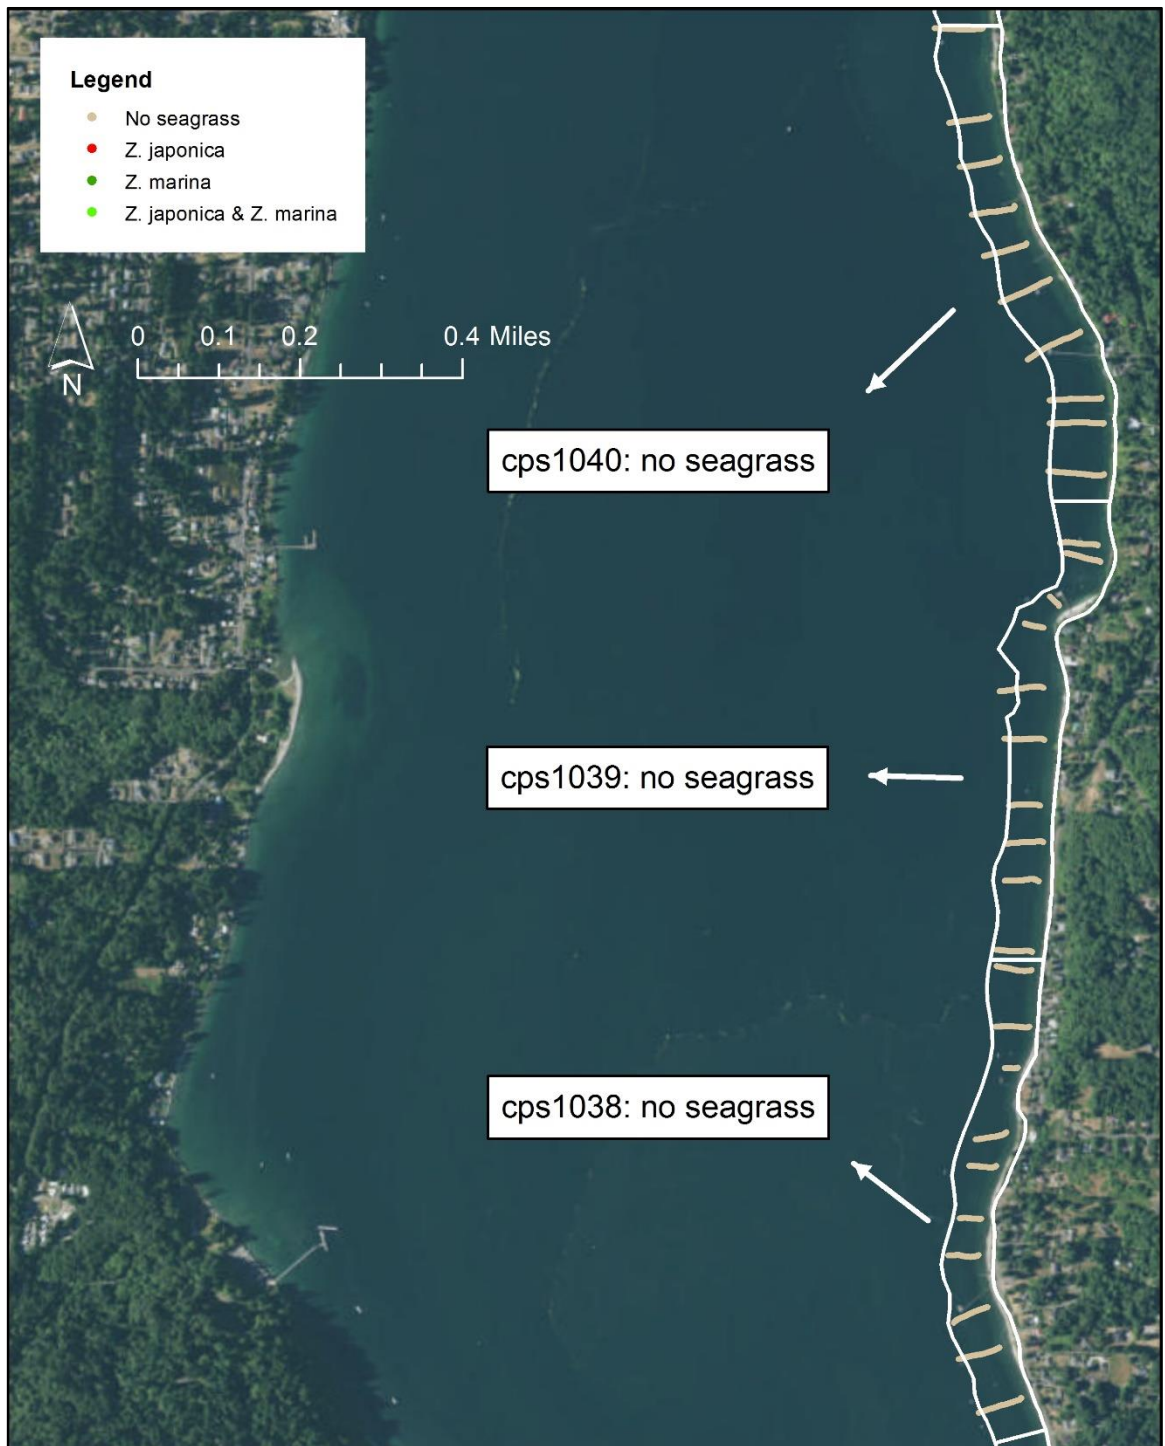 Legend
No seagrass
Z. japonica
Z. marina
Z. japonica & Z. marina
0 0.1 0.2 0.4 Miles
N
cps1040: no seagrass
cps1039: no seagrass
cps1038: no seagrass